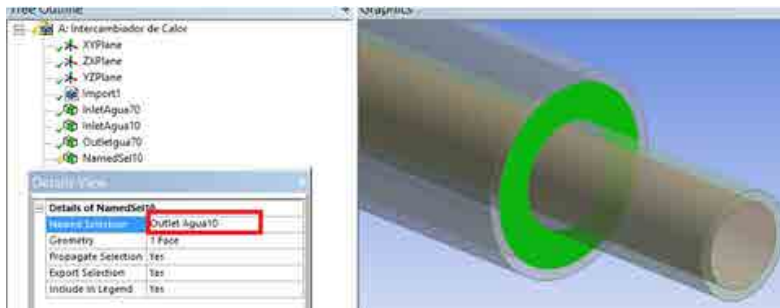 Tree Outline
Graphics
A: Intercambiador de Calor
XYPlane
ZXPlane
YZPlane
Import1
InletAgua70
InletAgua10
Outletgua70
NamedSel10
Details View
Details of NamedSel10
Named Selection
Outlet Agua10
Geometry
1 Face
Propagate Selection
Yes
Export Selection
Yes
Include in Legend
Yes